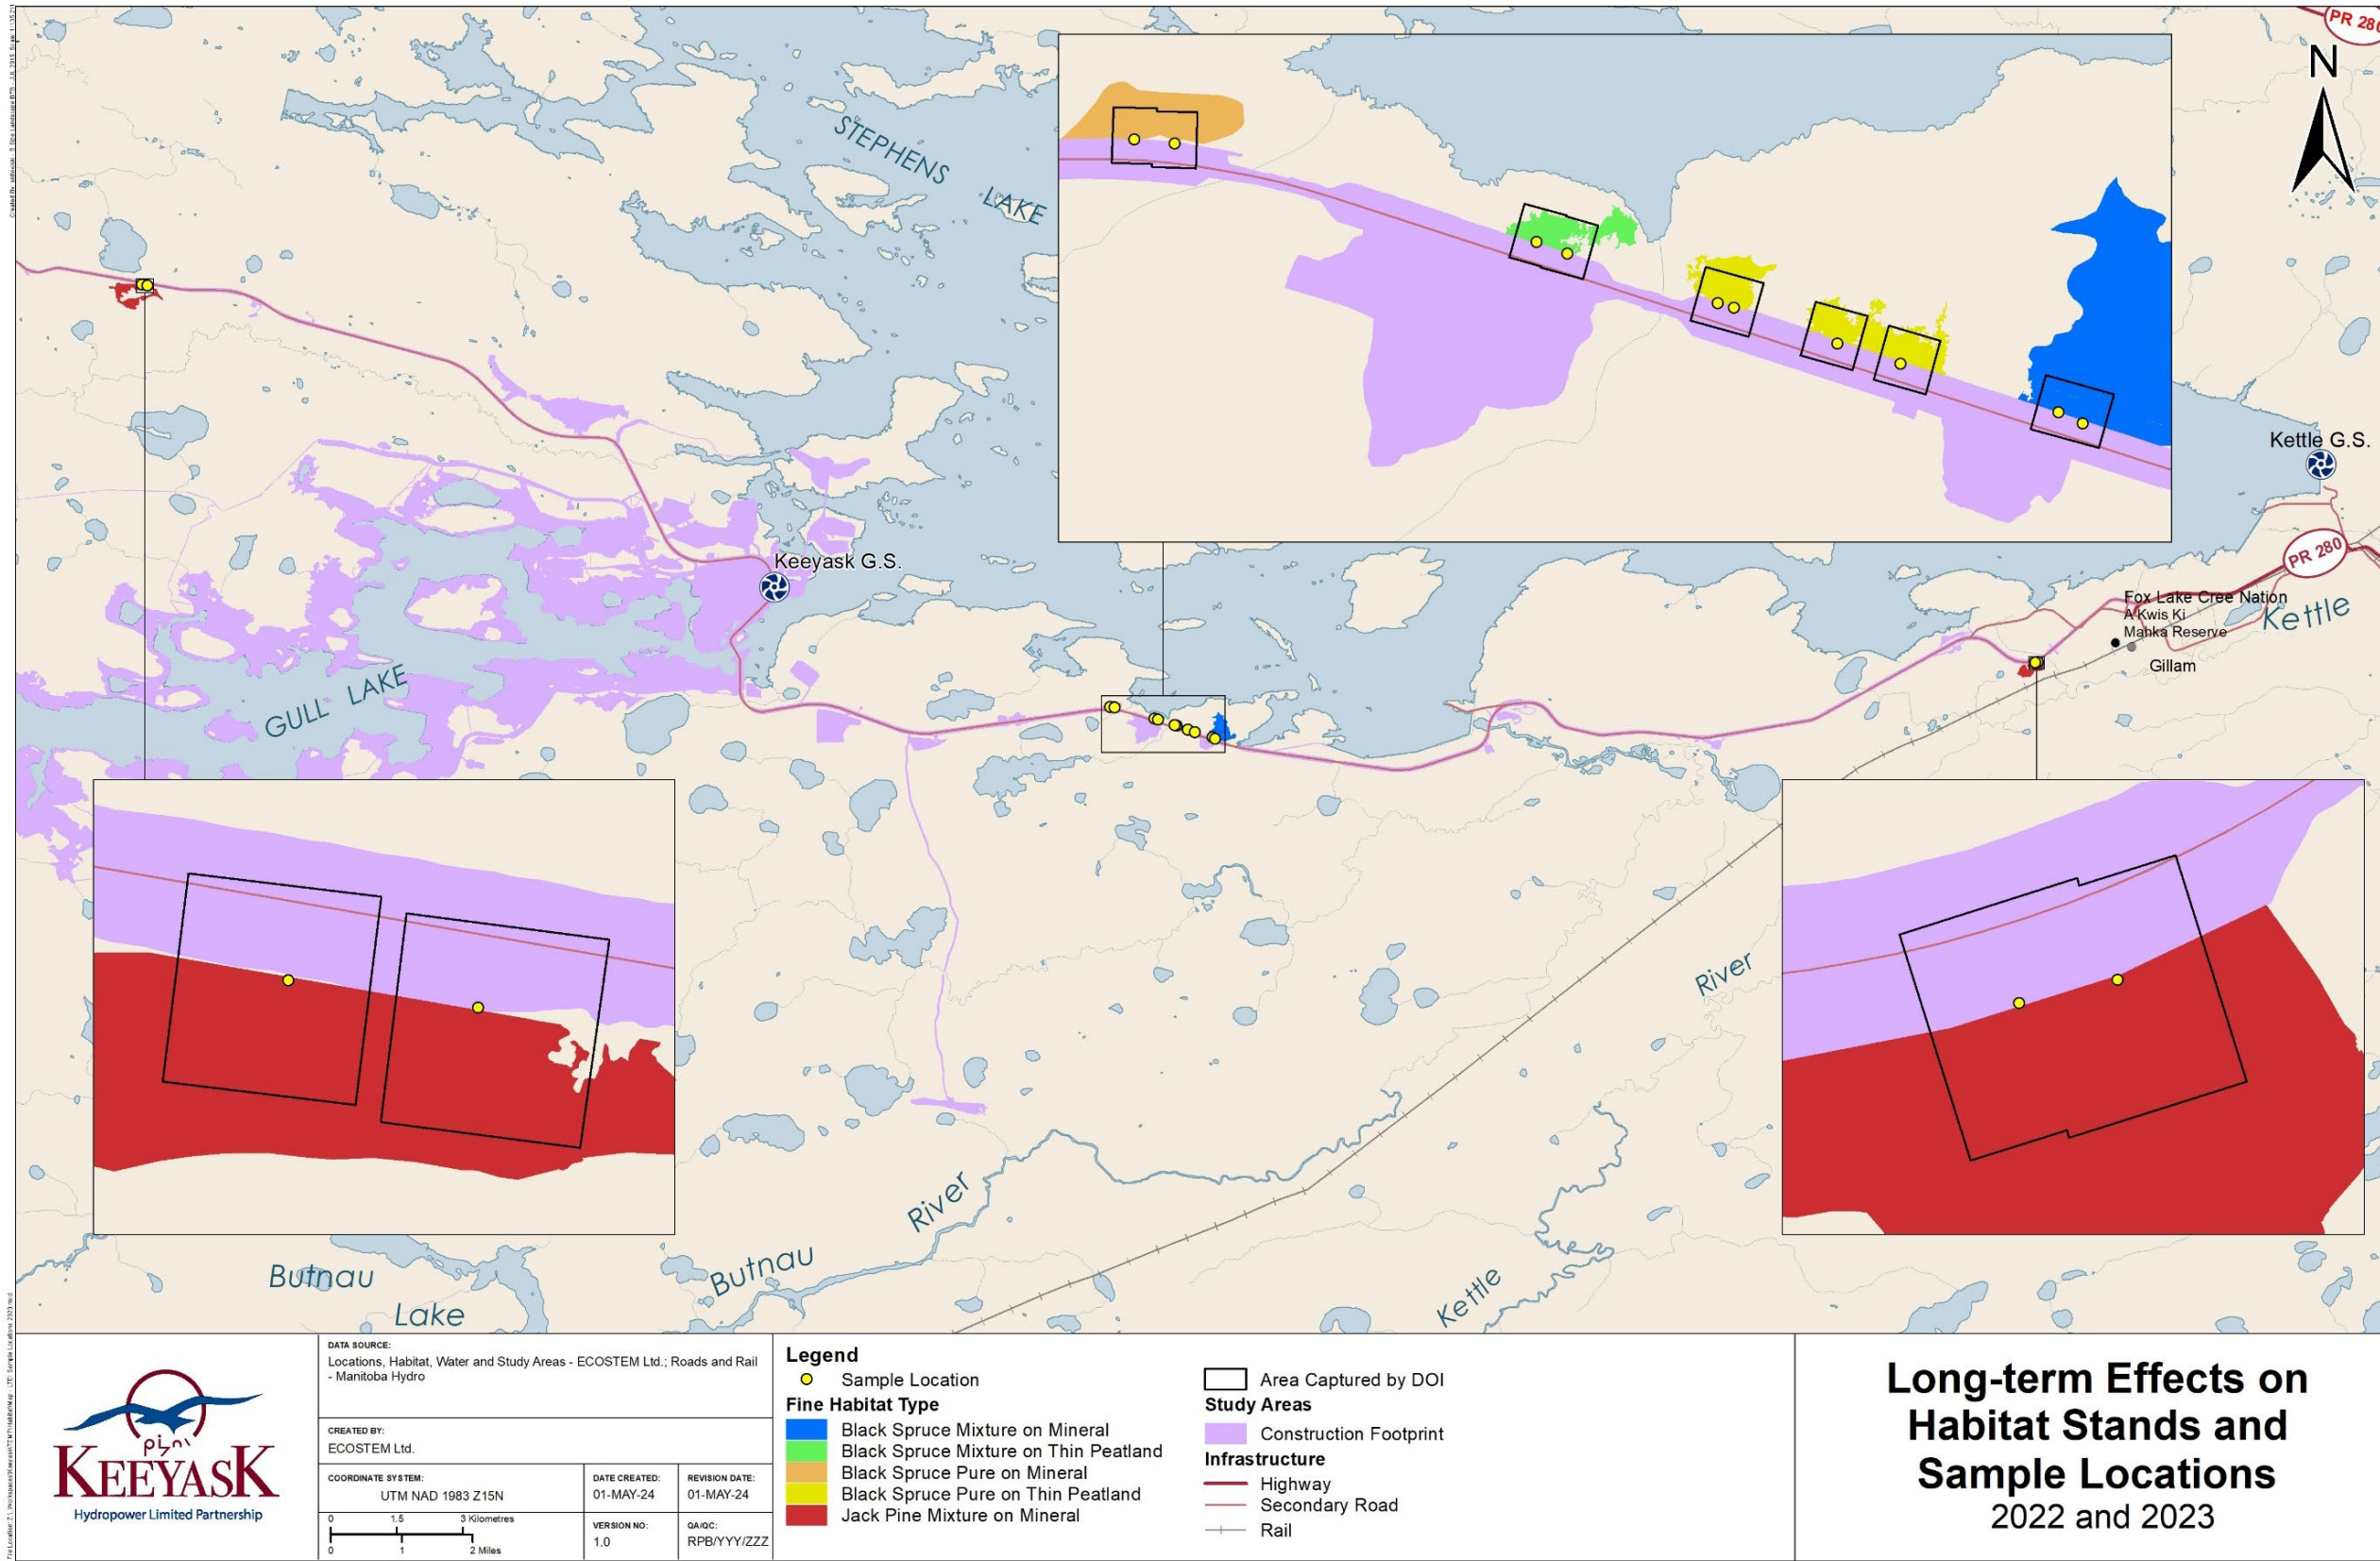 PR 280
N
STEPHENS
LAKE
Kettle G.S.
PR 280
Keeyask G.S.
Fox Lake Cree Nation
A Kwis Ki
Mahka Reserve
Kettle
Gillam
GULL LAKE
River
River
Butnau
Butnau
Lake
Kettle
KEEYASK
Hydropower Limited Partnership
DATA SOURCE:
Locations, Habitat, Water and Study Areas - ECOSTEM Ltd.; Roads and Rail
- Manitoba Hydro
CREATED BY:
ECOSTEM Ltd.
COORDINATE SYSTEM:
UTM NAD 1983 Z15N
DATE CREATED:
01-MAY-24
REVISION DATE:
01-MAY-24
0 1.5 3 Kilometres
0 1 2 Miles
VERSION NO:
1.0
QA/QC:
RPB/YYY/ZZZ
Legend
Sample Location
Fine Habitat Type
Black Spruce Mixture on Mineral
Black Spruce Mixture on Thin Peatland
Black Spruce Pure on Mineral
Black Spruce Pure on Thin Peatland
Jack Pine Mixture on Mineral
Area Captured by DOI
Study Areas
Construction Footprint
Infrastructure
Highway
Secondary Road
Rail
Long-term Effects on
Habitat Stands and
Sample Locations
2022 and 2023